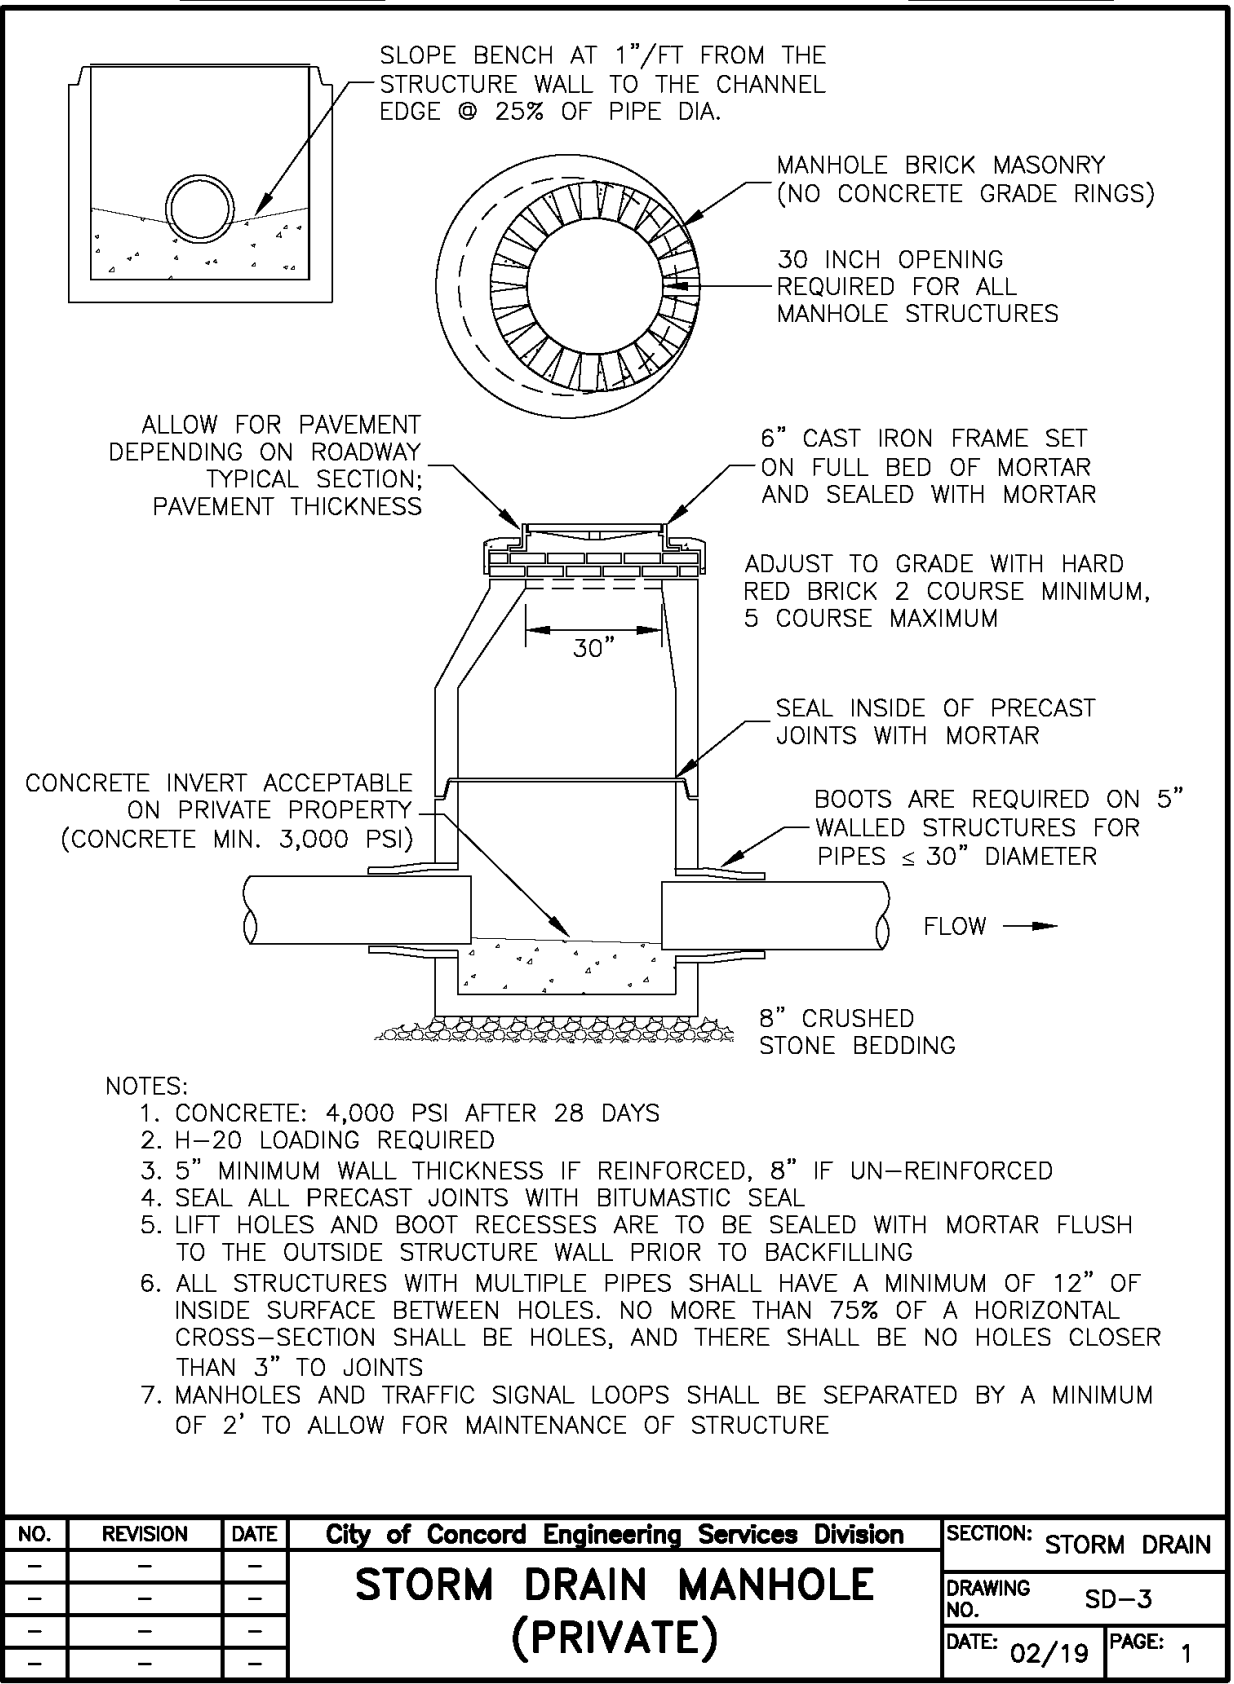 SLOPE BENCH AT 1"/FT FROM THE
STRUCTURE WALL TO THE CHANNEL
EDGE @ 25% OF PIPE DIA.
MANHOLE BRICK MASONRY
(NO CONCRETE GRADE RINGS)
30 INCH OPENING
REQUIRED FOR ALL
MANHOLE STRUCTURES
ALLOW FOR PAVEMENT
DEPENDING ON ROADWAY
TYPICAL SECTION;
PAVEMENT THICKNESS
6" CAST IRON FRAME SET
ON FULL BED OF MORTAR
AND SEALED WITH MORTAR
ADJUST TO GRADE WITH HARD
RED BRICK 2 COURSE MINIMUM,
5 COURSE MAXIMUM
30"
SEAL INSIDE OF PRECAST
JOINTS WITH MORTAR
CONCRETE INVERT ACCEPTABLE
ON PRIVATE PROPERTY
(CONCRETE MIN. 3,000 PSI)
BOOTS ARE REQUIRED ON 5"
WALLED STRUCTURES FOR
PIPES ≤ 30" DIAMETER
FLOW
8" CRUSHED
STONE BEDDING
NOTES:
1. CONCRETE: 4,000 PSI AFTER 28 DAYS
2. H-20 LOADING REQUIRED
3. 5" MINIMUM WALL THICKNESS IF REINFORCED, 8" IF UN-REINFORCED
4. SEAL ALL PRECAST JOINTS WITH BITUMASTIC SEAL
5. LIFT HOLES AND BOOT RECESSES ARE TO BE SEALED WITH MORTAR FLUSH
TO THE OUTSIDE STRUCTURE WALL PRIOR TO BACKFILLING
6. ALL STRUCTURES WITH MULTIPLE PIPES SHALL HAVE A MINIMUM OF 12" OF
INSIDE SURFACE BETWEEN HOLES. NO MORE THAN 75% OF A HORIZONTAL
CROSS-SECTION SHALL BE HOLES, AND THERE SHALL BE NO HOLES CLOSER
THAN 3" TO JOINTS
7. MANHOLES AND TRAFFIC SIGNAL LOOPS SHALL BE SEPARATED BY A MINIMUM
OF 2' TO ALLOW FOR MAINTENANCE OF STRUCTURE
NO. REVISION DATE
- - -
- - -
- - -
- - -
City of Concord Engineering Services Division
STORM DRAIN MANHOLE
(PRIVATE)
SECTION: STORM DRAIN
DRAWING
NO. SD-3
DATE: 02/19 PAGE: 1